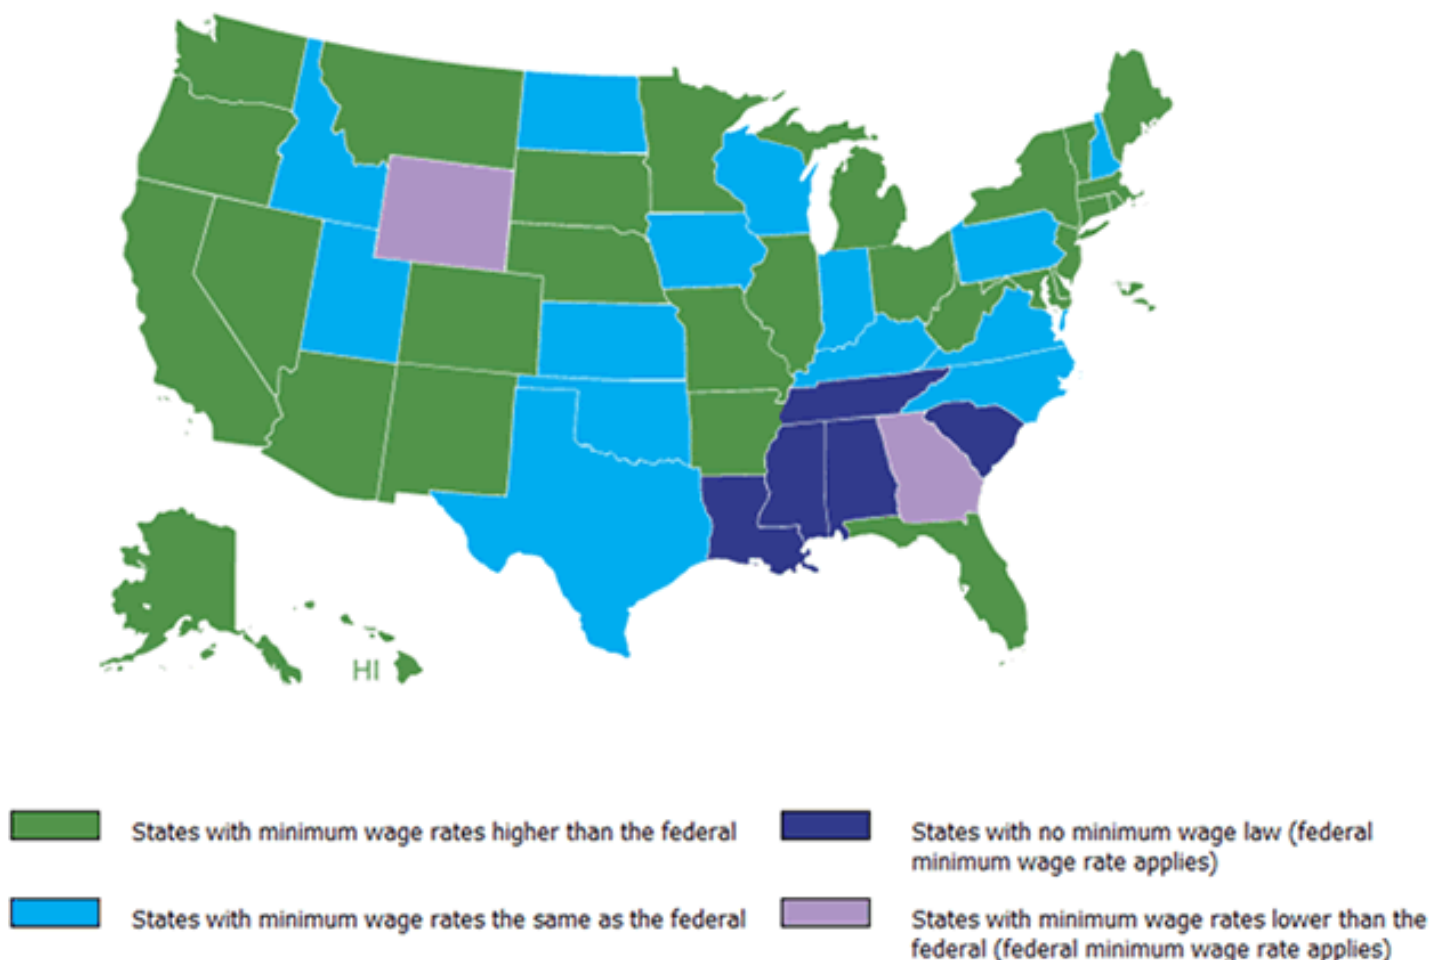 HI
States with minimum wage rates higher than the federal
States with no minimum wage law (federal
minimum wage rate applies)
States with minimum wage rates the same as the federal
States with minimum wage rates lower than the
federal (federal minimum wage rate applies)